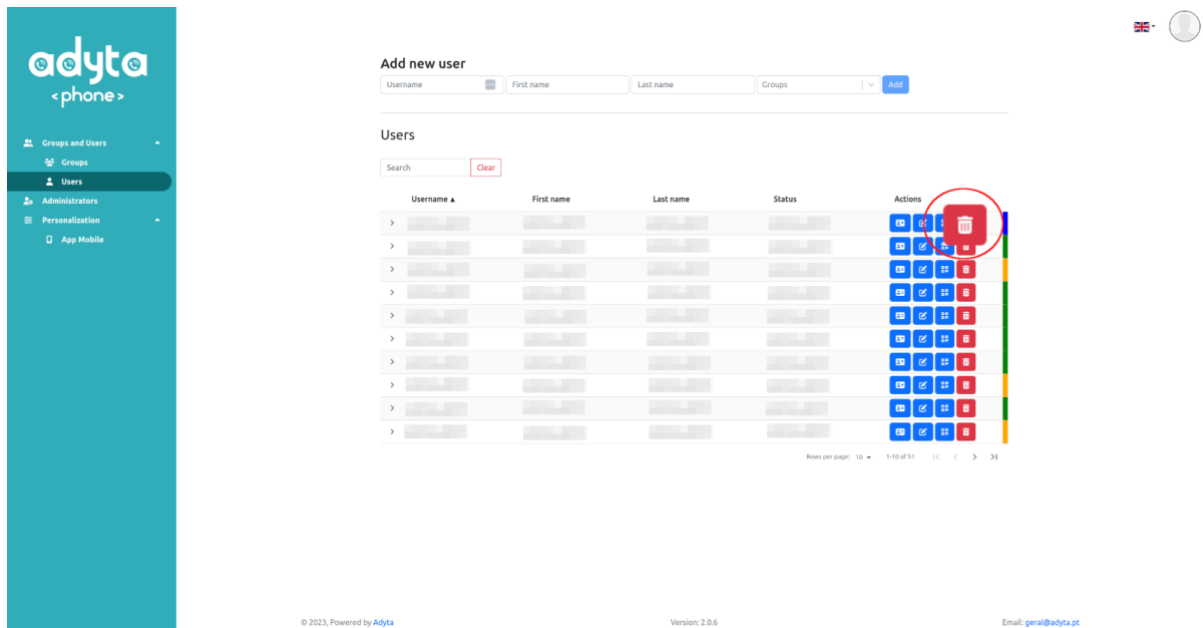 adyta
<phone>
Groups and Users
Groups
Users
Administrators
Personalization
App Mobile
Add new user
Username First name Last name Groups Add
Users
Search Clear
Username ▲ First name Last name Status Actions
Rows per page: 10 1-10 of 51
© 2023, Powered by Adyta Version: 2.0.6 Email: geral@adyta.pt